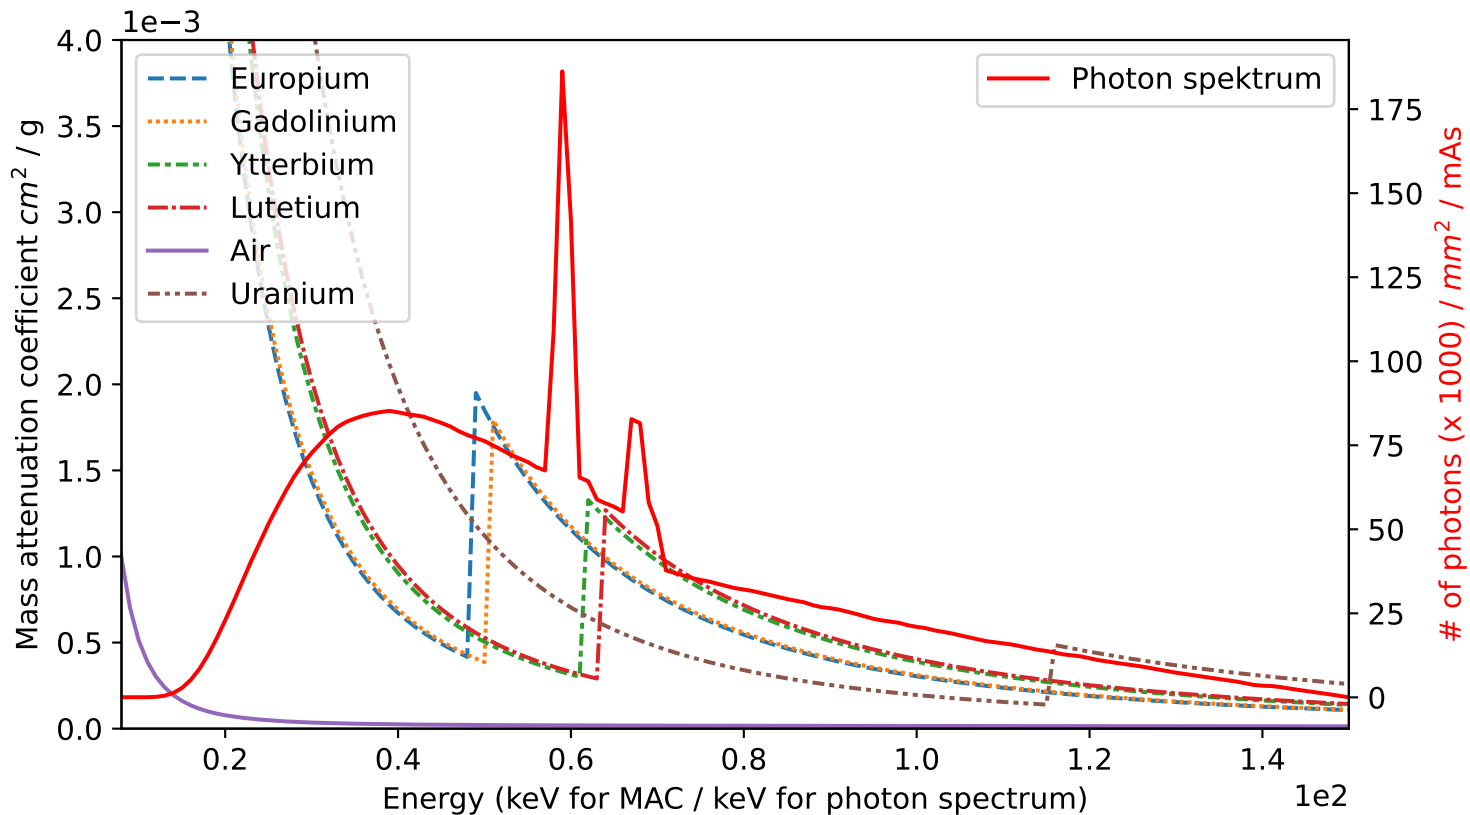 1e−3
4.0
3.5
3.0
2.5
2.0
1.5
1.0
0.5
0.0
Mass attenuation coefficient cm² / g
Europium
Gadolinium
Ytterbium
Lutetium
Air
Uranium
Photon spektrum
175
150
125
100
75
50
25
0
# of photons (x 1000) / mm² / mAs
0.2 0.4 0.6 0.8 1.0 1.2 1.4
1e2
Energy (keV for MAC / keV for photon spectrum)